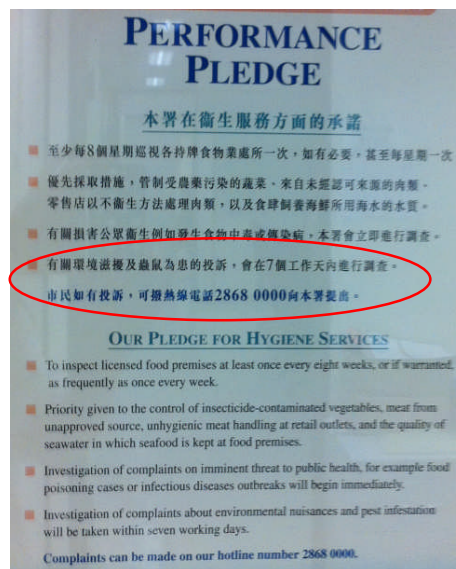 PERFORMANCE
PLEDGE
本署在衞生服務方面的承諾
至少每8個星期巡視各持牌食物業處所一次，如有必要，甚至每星期一次
優先採取措施，管制受農藥污染的蔬菜、來自未經認可來源的肉類、
零售店以不衞生方法處理肉類，以及食肆飼養海鮮所用海水的水質。
有關損害公眾衞生例如發生食物中毒或傳染病，本署會立即進行調查。
有關環境滋擾及蟲鼠為患的投訴，會在7個工作天內進行調查。
市民如有投訴，可撥熱線電話2868 0000向本署提出。
OUR PLEDGE FOR HYGIENE SERVICES
To inspect licensed food premises at least once every eight weeks, or if warranted,
as frequently as once every week.
Priority given to the control of insecticide-contaminated vegetables, meat from
unapproved source, unhygienic meat handling at retail outlets, and the quality of
seawater in which seafood is kept at food premises.
Investigation of complaints on imminent threat to public health, for example food
poisoning cases or infectious diseases outbreaks will begin immediately.
Investigation of complaints about environmental nuisances and pest infestation
will be taken within seven working days.
Complaints can be made on our hotline number 2868 0000.